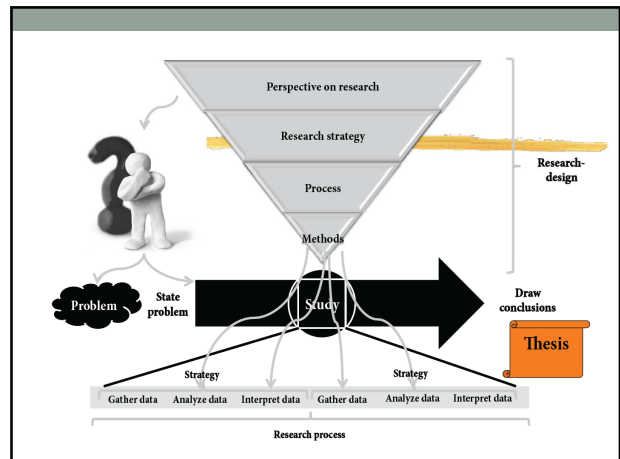 Perspective on research
Research strategy
Process
Methods
Research-
design
Problem
State
problem
Study
Draw
conclusions
Thesis
Strategy
Strategy
Gather data
Analyze data
Interpret data
Gather data
Analyze data
Interpret data
Research process